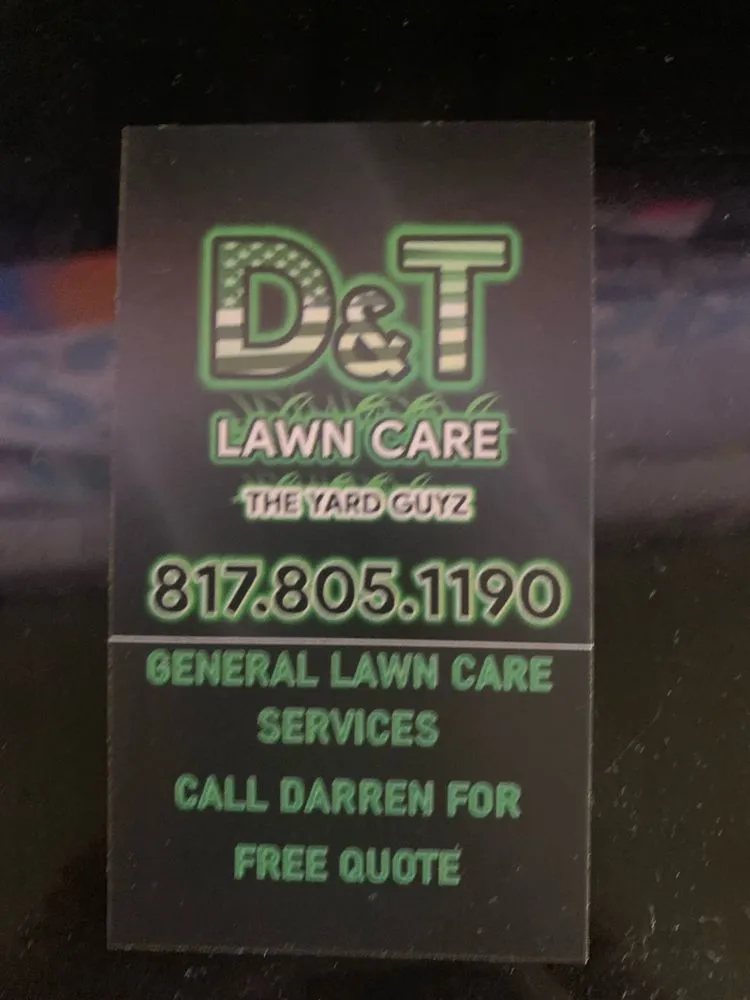 D&T
LAWN CARE
THE YARD GUYZ
817.805.1190
GENERAL LAWN CARE
SERVICES
CALL DARREN FOR
FREE QUOTE